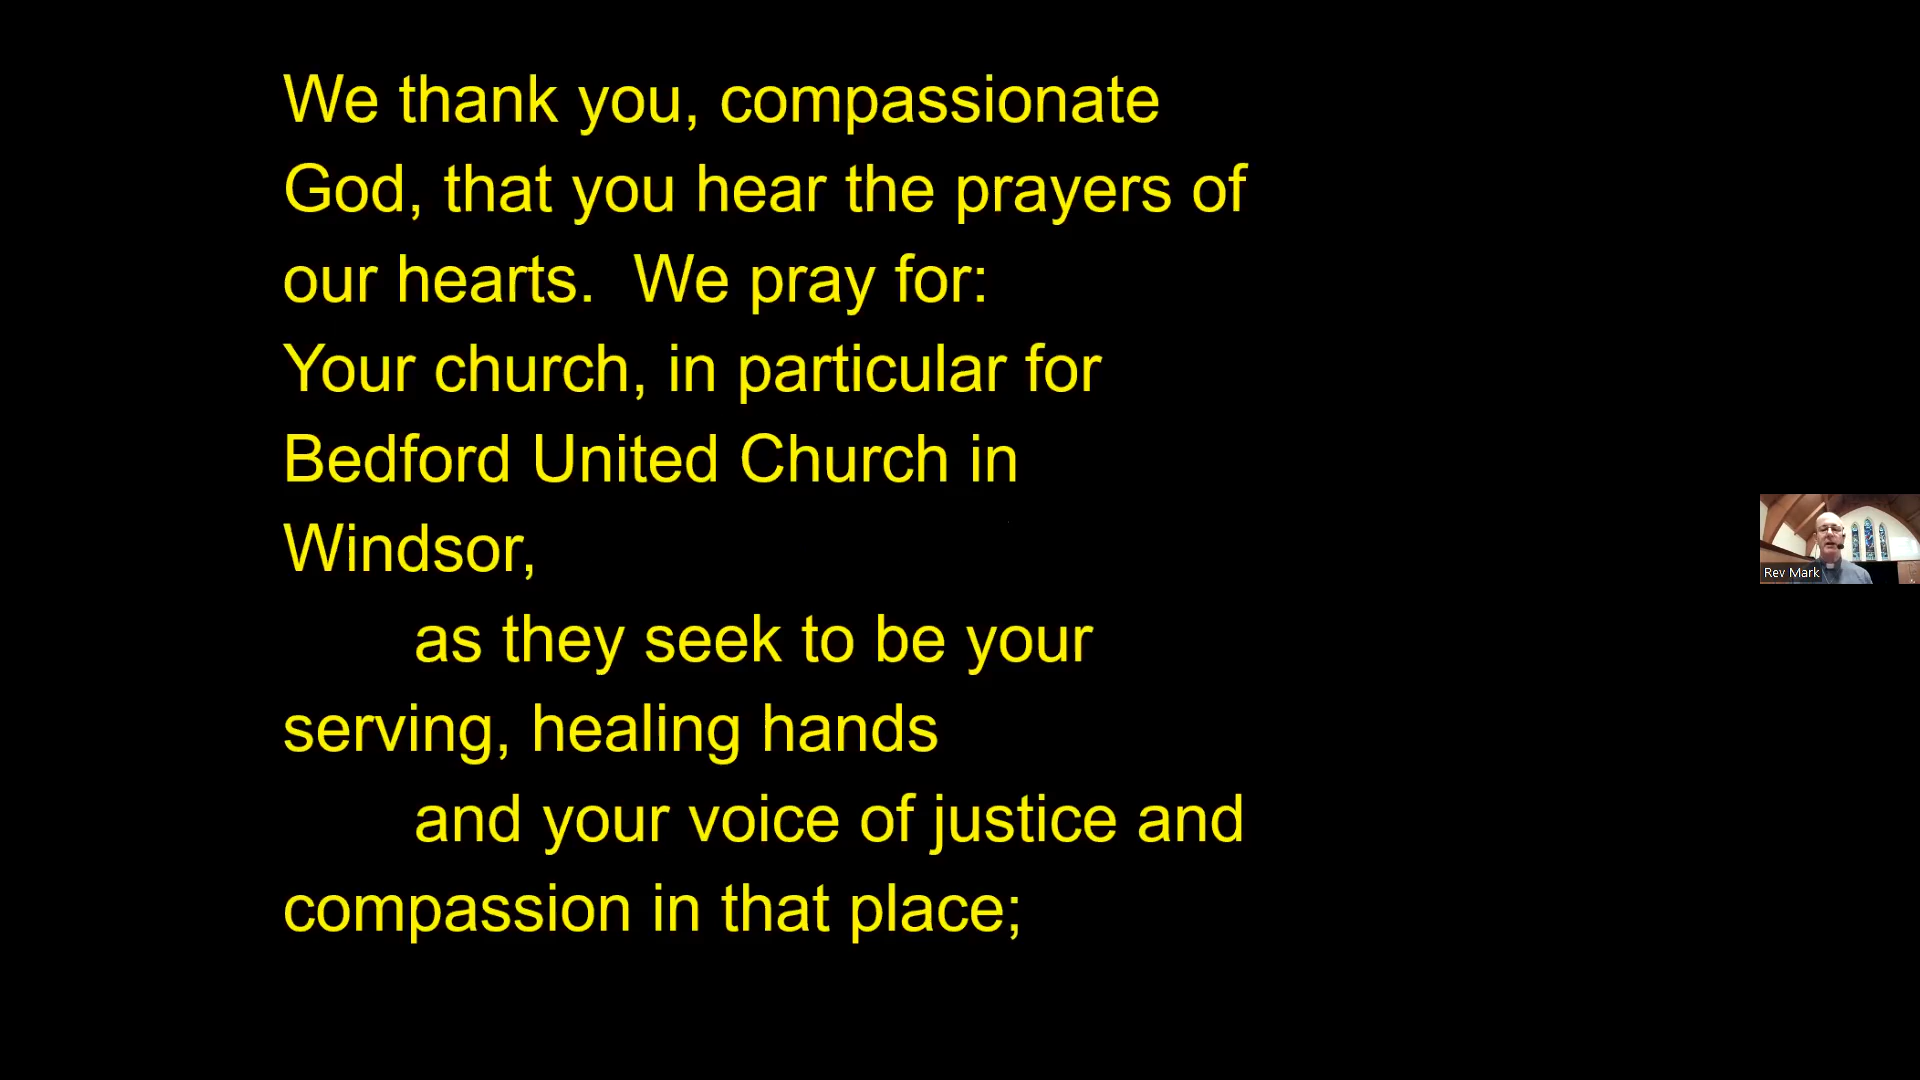 We thank you, compassionate
God, that you hear the prayers of
our hearts.  We pray for:
Your church, in particular for
Bedford United Church in
Windsor,
as they seek to be your
serving, healing hands
and your voice of justice and
compassion in that place;
Rev Mark